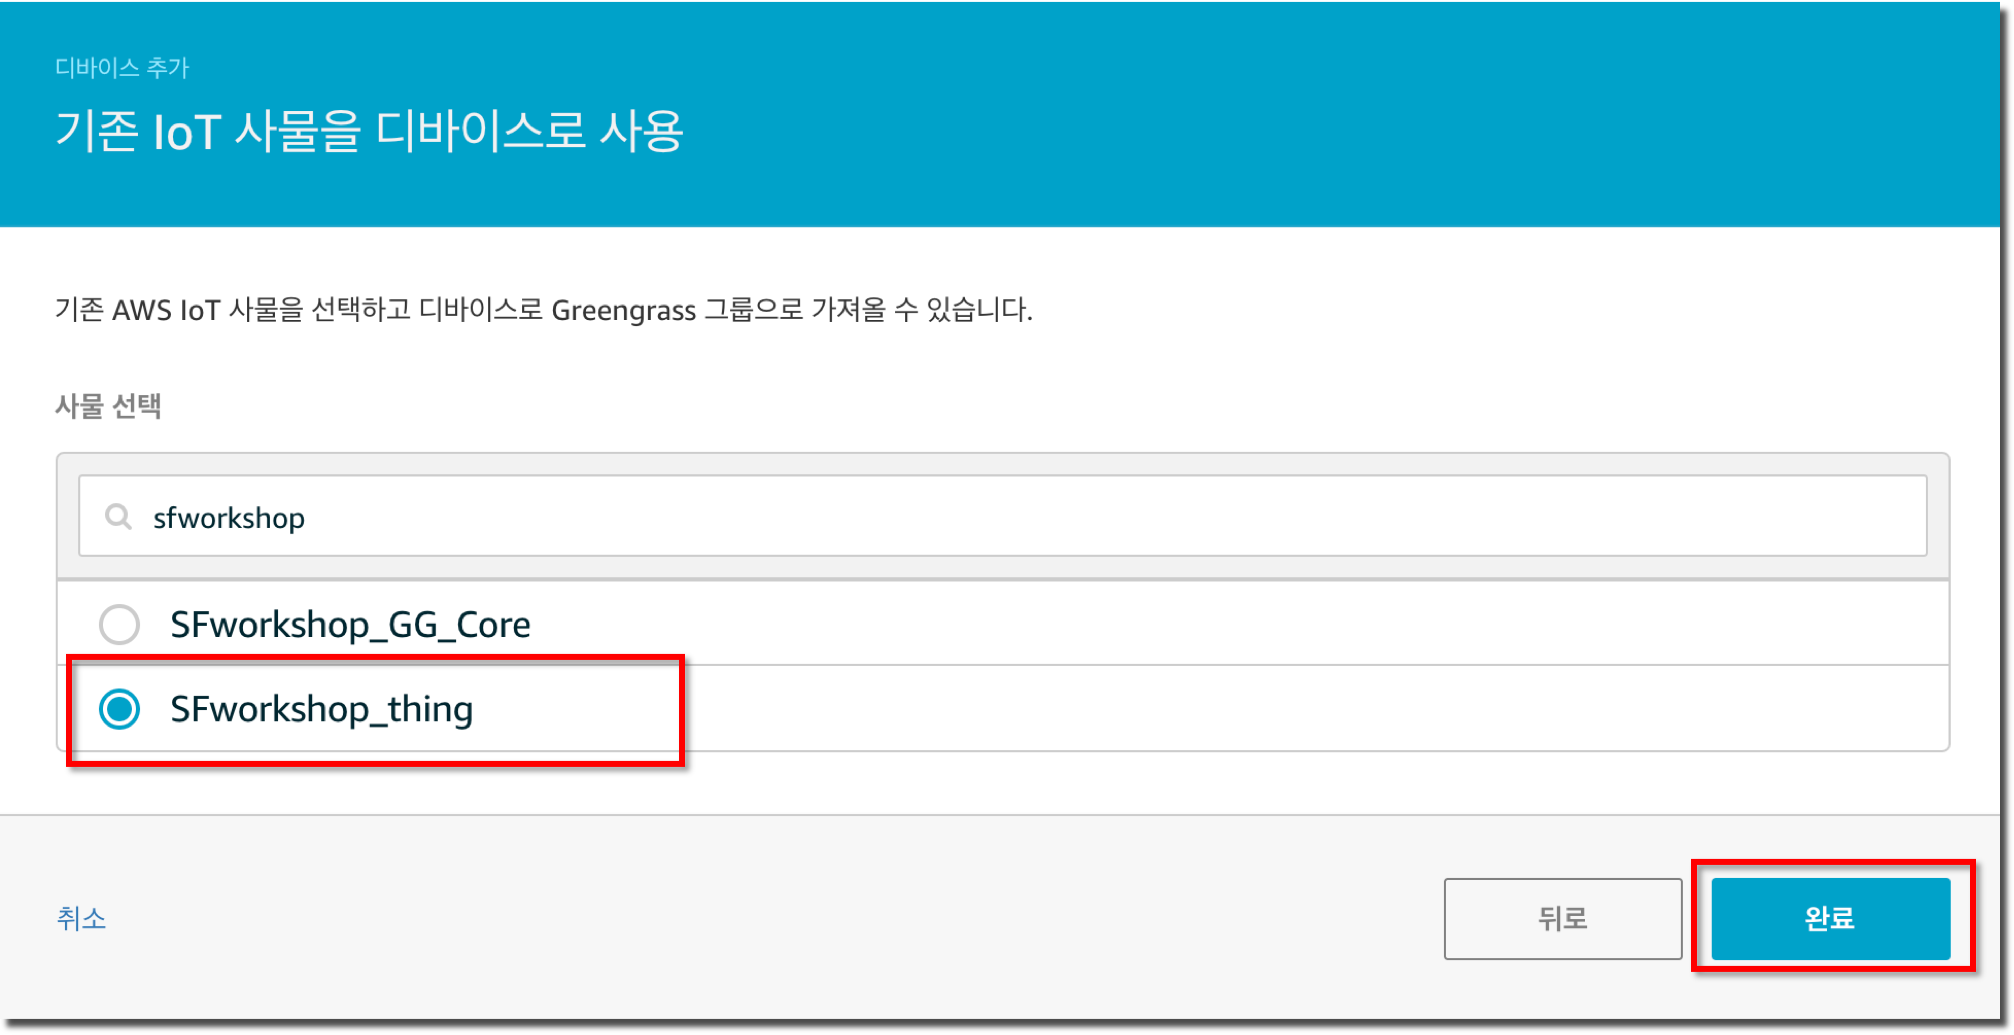 디바이스 추가
기존 IoT 사물을 디바이스로 사용
기존 AWS IoT 사물을 선택하고 디바이스로 Greengrass 그룹으로 가져올 수 있습니다.
사물 선택
sfworkshop
SFworkshop_GG_Core
SFworkshop_thing
취소
뒤로
완료